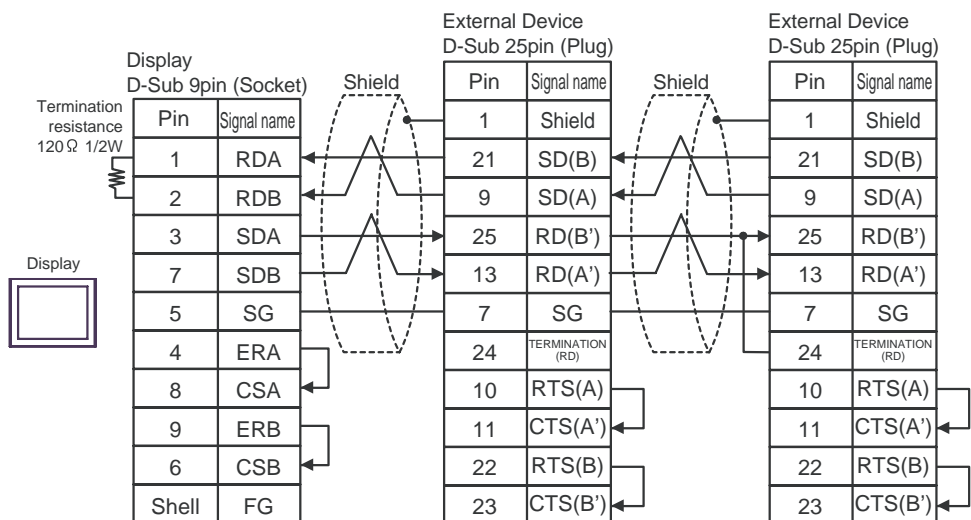 External Device
D-Sub 25pin (Plug)
External Device
D-Sub 25pin (Plug)
Display
D-Sub 9pin (Socket)
Termination
resistance
120Ω 1/2W
Shield
Shield
Display
Pin Signal name
1 RDA
2 RDB
3 SDA
7 SDB
5 SG
4 ERA
8 CSA
9 ERB
6 CSB
Shell FG
Pin Signal name
1 Shield
21 SD(B)
9 SD(A)
25 RD(B')
13 RD(A')
7 SG
24 TERMINATION
(RD)
10 RTS(A)
11 CTS(A')
22 RTS(B)
23 CTS(B')
Pin Signal name
1 Shield
21 SD(B)
9 SD(A)
25 RD(B')
13 RD(A')
7 SG
24 TERMINATION
(RD)
10 RTS(A)
11 CTS(A')
22 RTS(B)
23 CTS(B')